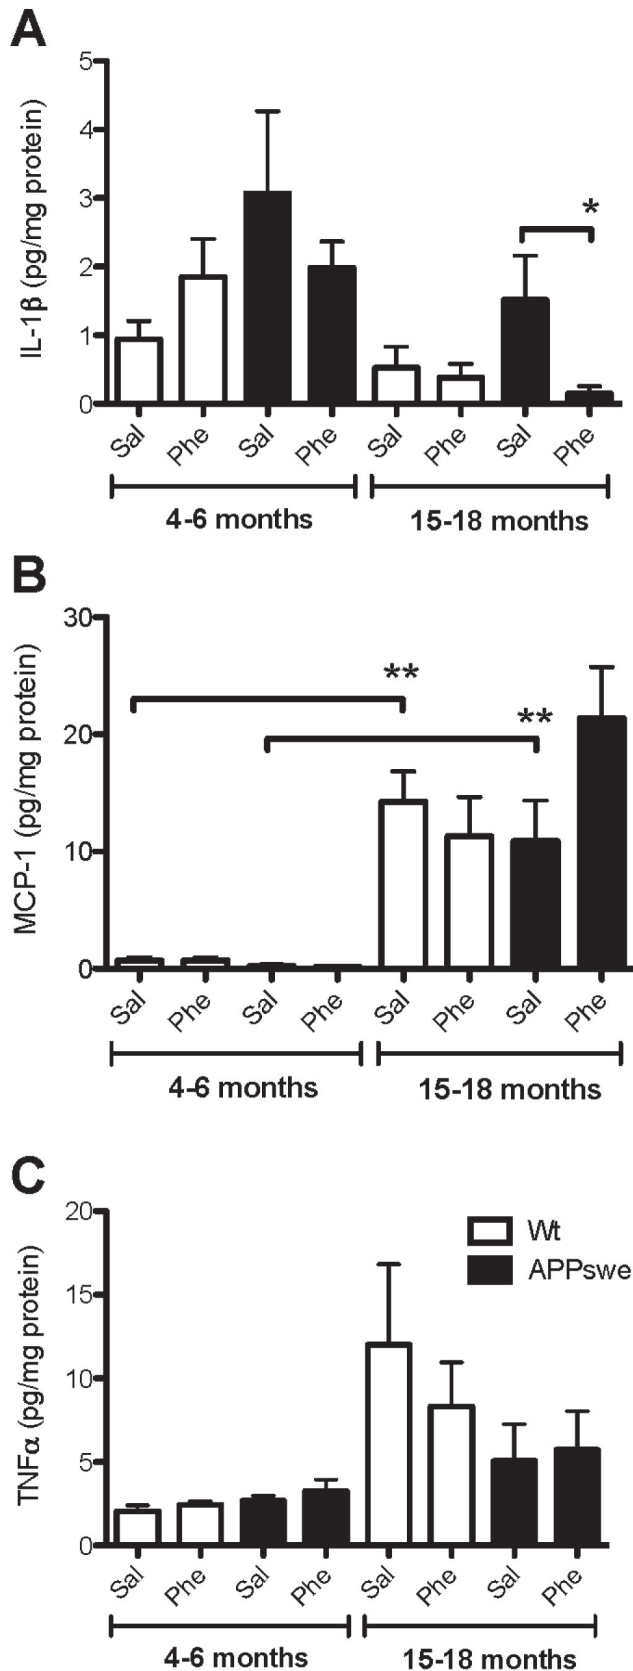 A
IL-1β (pg/mg protein)
5
4
3
2
1
0
*
Sal Phe Sal Phe Sal Phe Sal Phe
4-6 months 15-18 months
B
MCP-1 (pg/mg protein)
30
20
10
0
**
**
Sal Phe Sal Phe Sal Phe Sal Phe
4-6 months 15-18 months
C
TNFα (pg/mg protein)
20
15
10
5
0
Wt
APPswe
Sal Phe Sal Phe Sal Phe Sal Phe
4-6 months 15-18 months